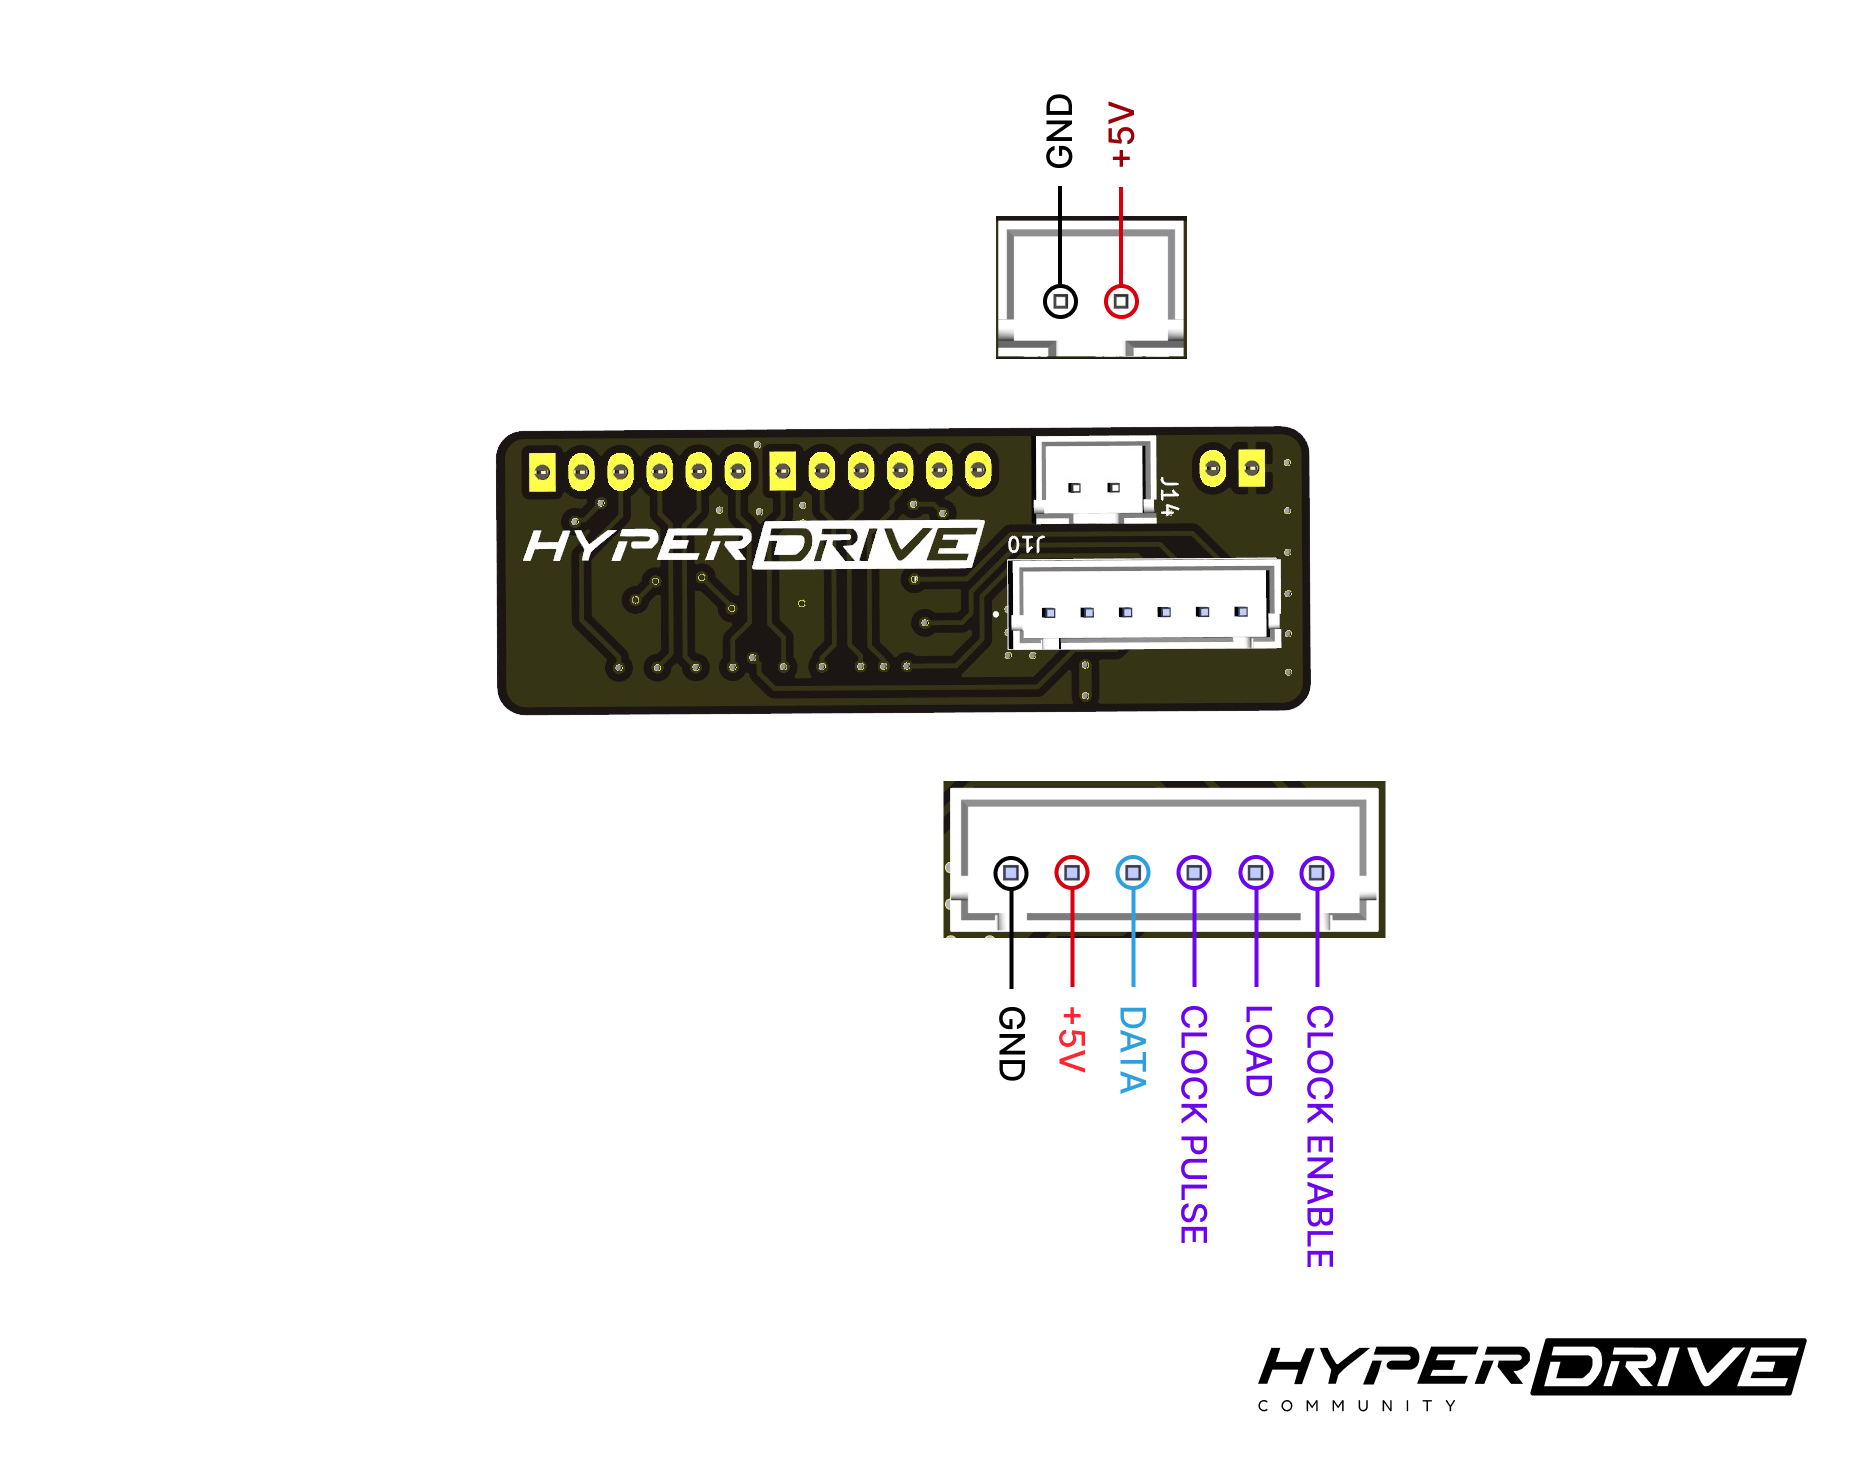 GND
+5V
J14
HYPERDRIVE
J10
GND
+5V
DATA
CLOCK PULSE
LOAD
CLOCK ENABLE
HYPERDRIVE
COMMUNITY